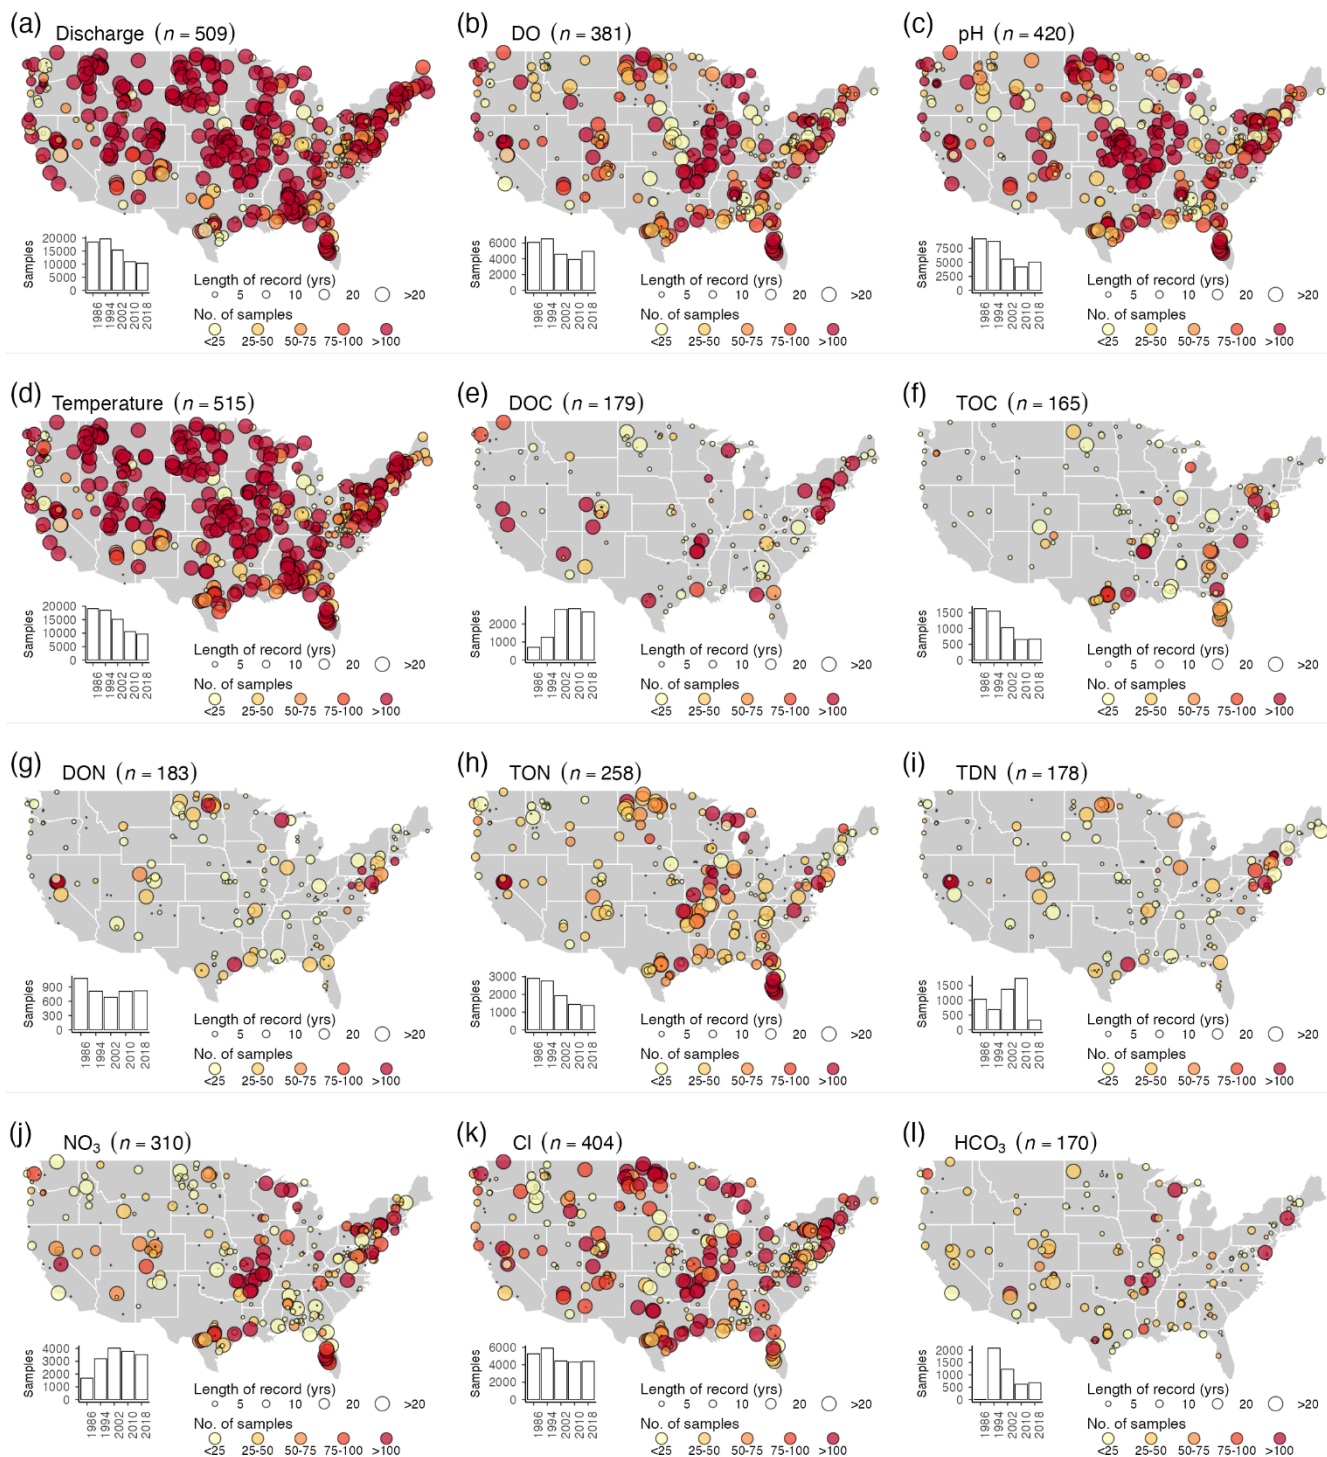 (a) Discharge (n = 509)
(b) DO (n = 381)
(c) pH (n = 420)
Samples
20000
15000
10000
5000
0
1986
1994
2002
2010
2018
Length of record (yrs)
5 10 20 >20
No. of samples
<25 25-50 50-75 75-100 >100
Samples
6000
4000
2000
0
1986
1994
2002
2010
2018
Length of record (yrs)
5 10 20 >20
No. of samples
<25 25-50 50-75 75-100 >100
Samples
7500
5000
2500
0
1986
1994
2002
2010
2018
Length of record (yrs)
5 10 20 >20
No. of samples
<25 25-50 50-75 75-100 >100
(d) Temperature (n = 515)
(e) DOC (n = 179)
(f) TOC (n = 165)
Samples
20000
15000
10000
5000
0
1986
1994
2002
2010
2018
Length of record (yrs)
5 10 20 >20
No. of samples
<25 25-50 50-75 75-100 >100
Samples
2000
1000
0
1986
1994
2002
2010
2018
Length of record (yrs)
5 10 20 >20
No. of samples
<25 25-50 50-75 75-100 >100
Samples
1500
1000
500
0
1986
1994
2002
2010
2018
Length of record (yrs)
5 10 20 >20
No. of samples
<25 25-50 50-75 75-100 >100
(g) DON (n = 183)
(h) TON (n = 258)
(i) TDN (n = 178)
Samples
900
600
300
0
1986
1994
2002
2010
2018
Length of record (yrs)
5 10 20 >20
No. of samples
<25 25-50 50-75 75-100 >100
Samples
3000
2000
1000
0
1986
1994
2002
2010
2018
Length of record (yrs)
5 10 20 >20
No. of samples
<25 25-50 50-75 75-100 >100
Samples
1500
1000
500
0
1986
1994
2002
2010
2018
Length of record (yrs)
5 10 20 >20
No. of samples
<25 25-50 50-75 75-100 >100
(j) NO₃ (n = 310)
(k) Cl (n = 404)
(l) HCO₃ (n = 170)
Samples
4000
3000
2000
1000
0
1986
1994
2002
2010
2018
Length of record (yrs)
5 10 20 >20
No. of samples
<25 25-50 50-75 75-100 >100
Samples
6000
4000
2000
0
1986
1994
2002
2010
2018
Length of record (yrs)
5 10 20 >20
No. of samples
<25 25-50 50-75 75-100 >100
Samples
2000
1500
1000
500
0
1986
1994
2002
2010
2018
Length of record (yrs)
5 10 20 >20
No. of samples
<25 25-50 50-75 75-100 >100